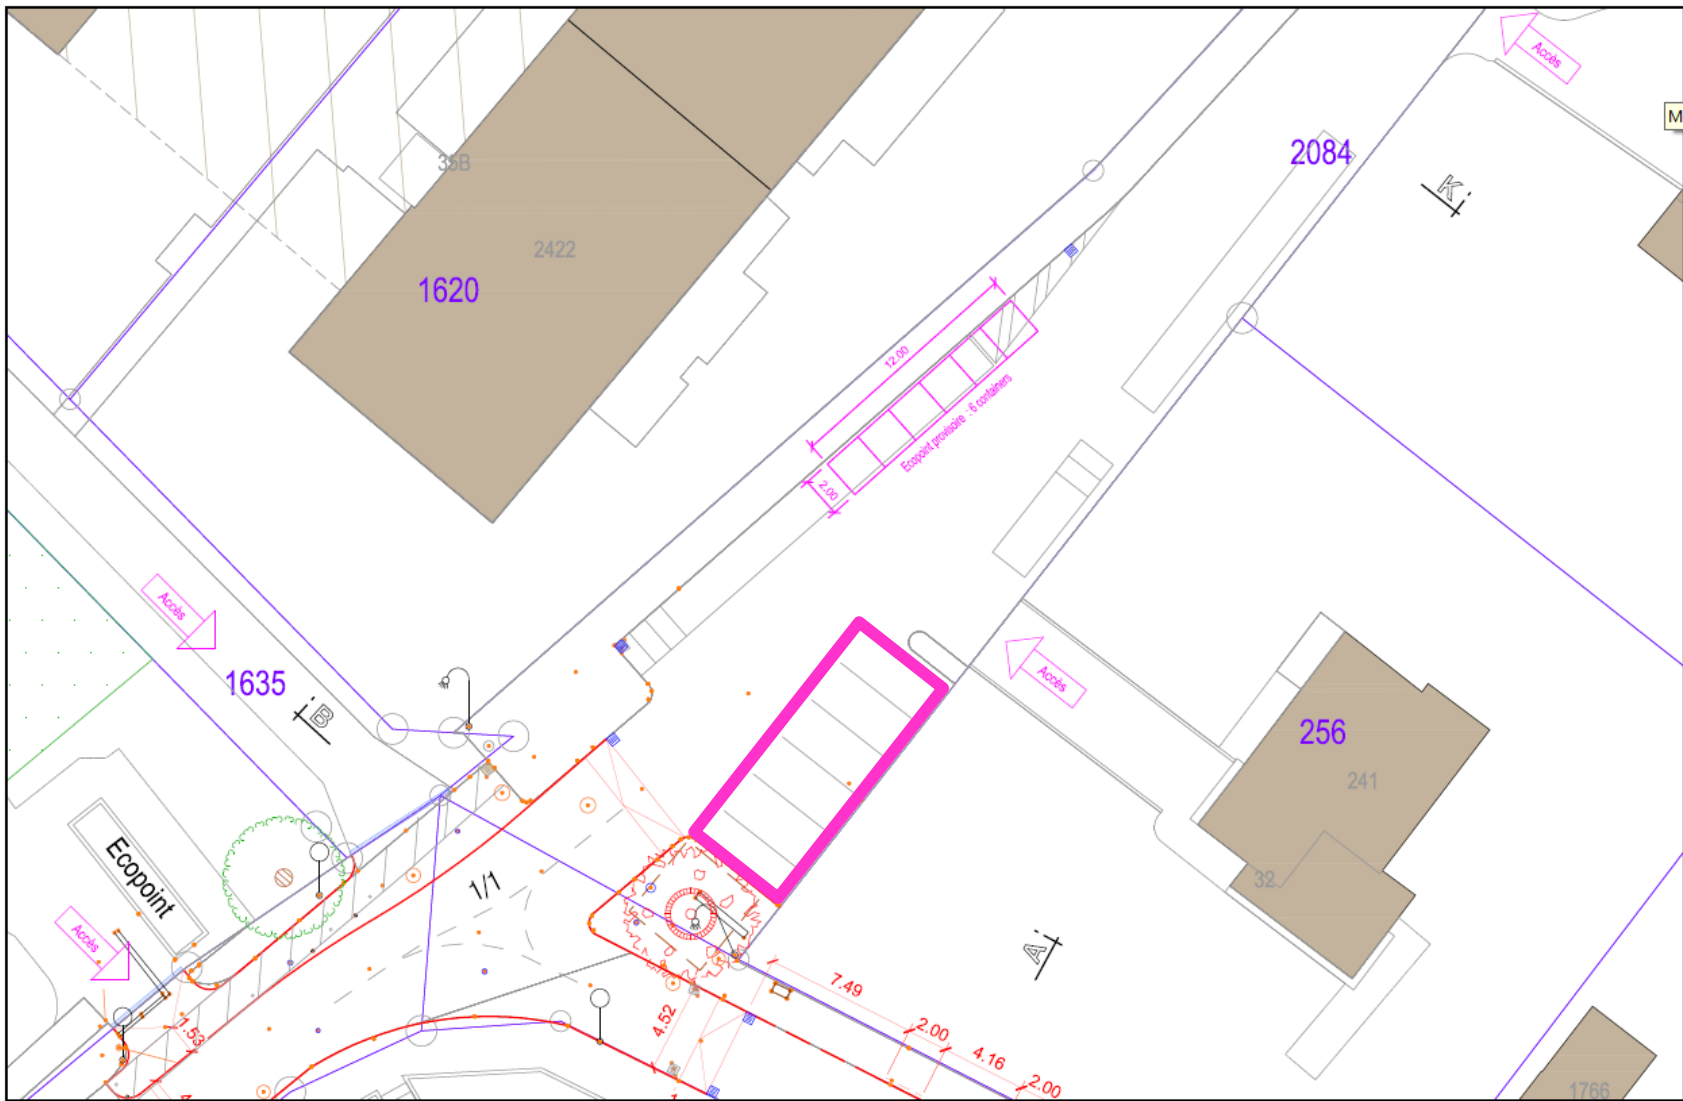 Accès
M
2084
35B
K
2422
1620
12.00
Ecopoint provisoire : 6 containers
2.00
Accès
1635
B
Accès
256
241
Ecopoint
1/1
32
Accès
A
7.49
2.00
4.16
2.00
4.52
1.53
1766